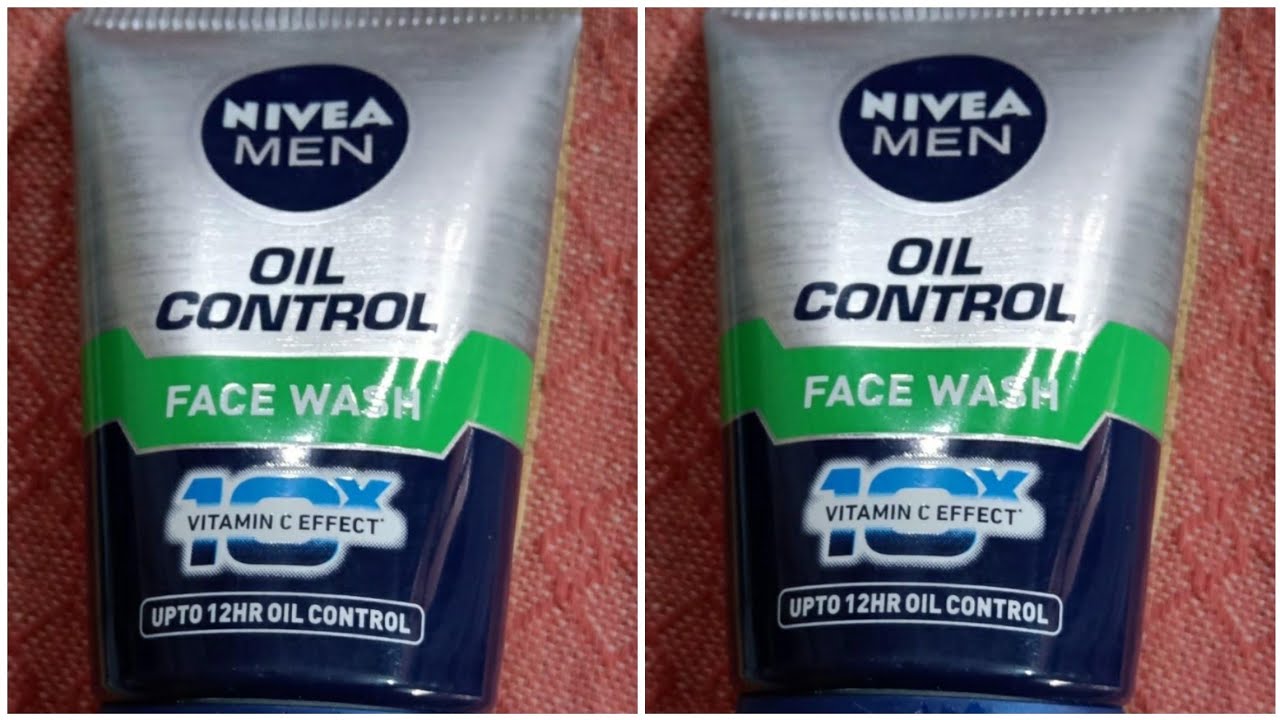 NIVEA
MEN
OIL
CONTROL
FACE WASH
10X
VITAMIN C EFFECT*
UPTO 12HR OIL CONTROL
NIVEA
MEN
OIL
CONTROL
FACE WASH
10X
VITAMIN C EFFECT*
UPTO 12HR OIL CONTROL